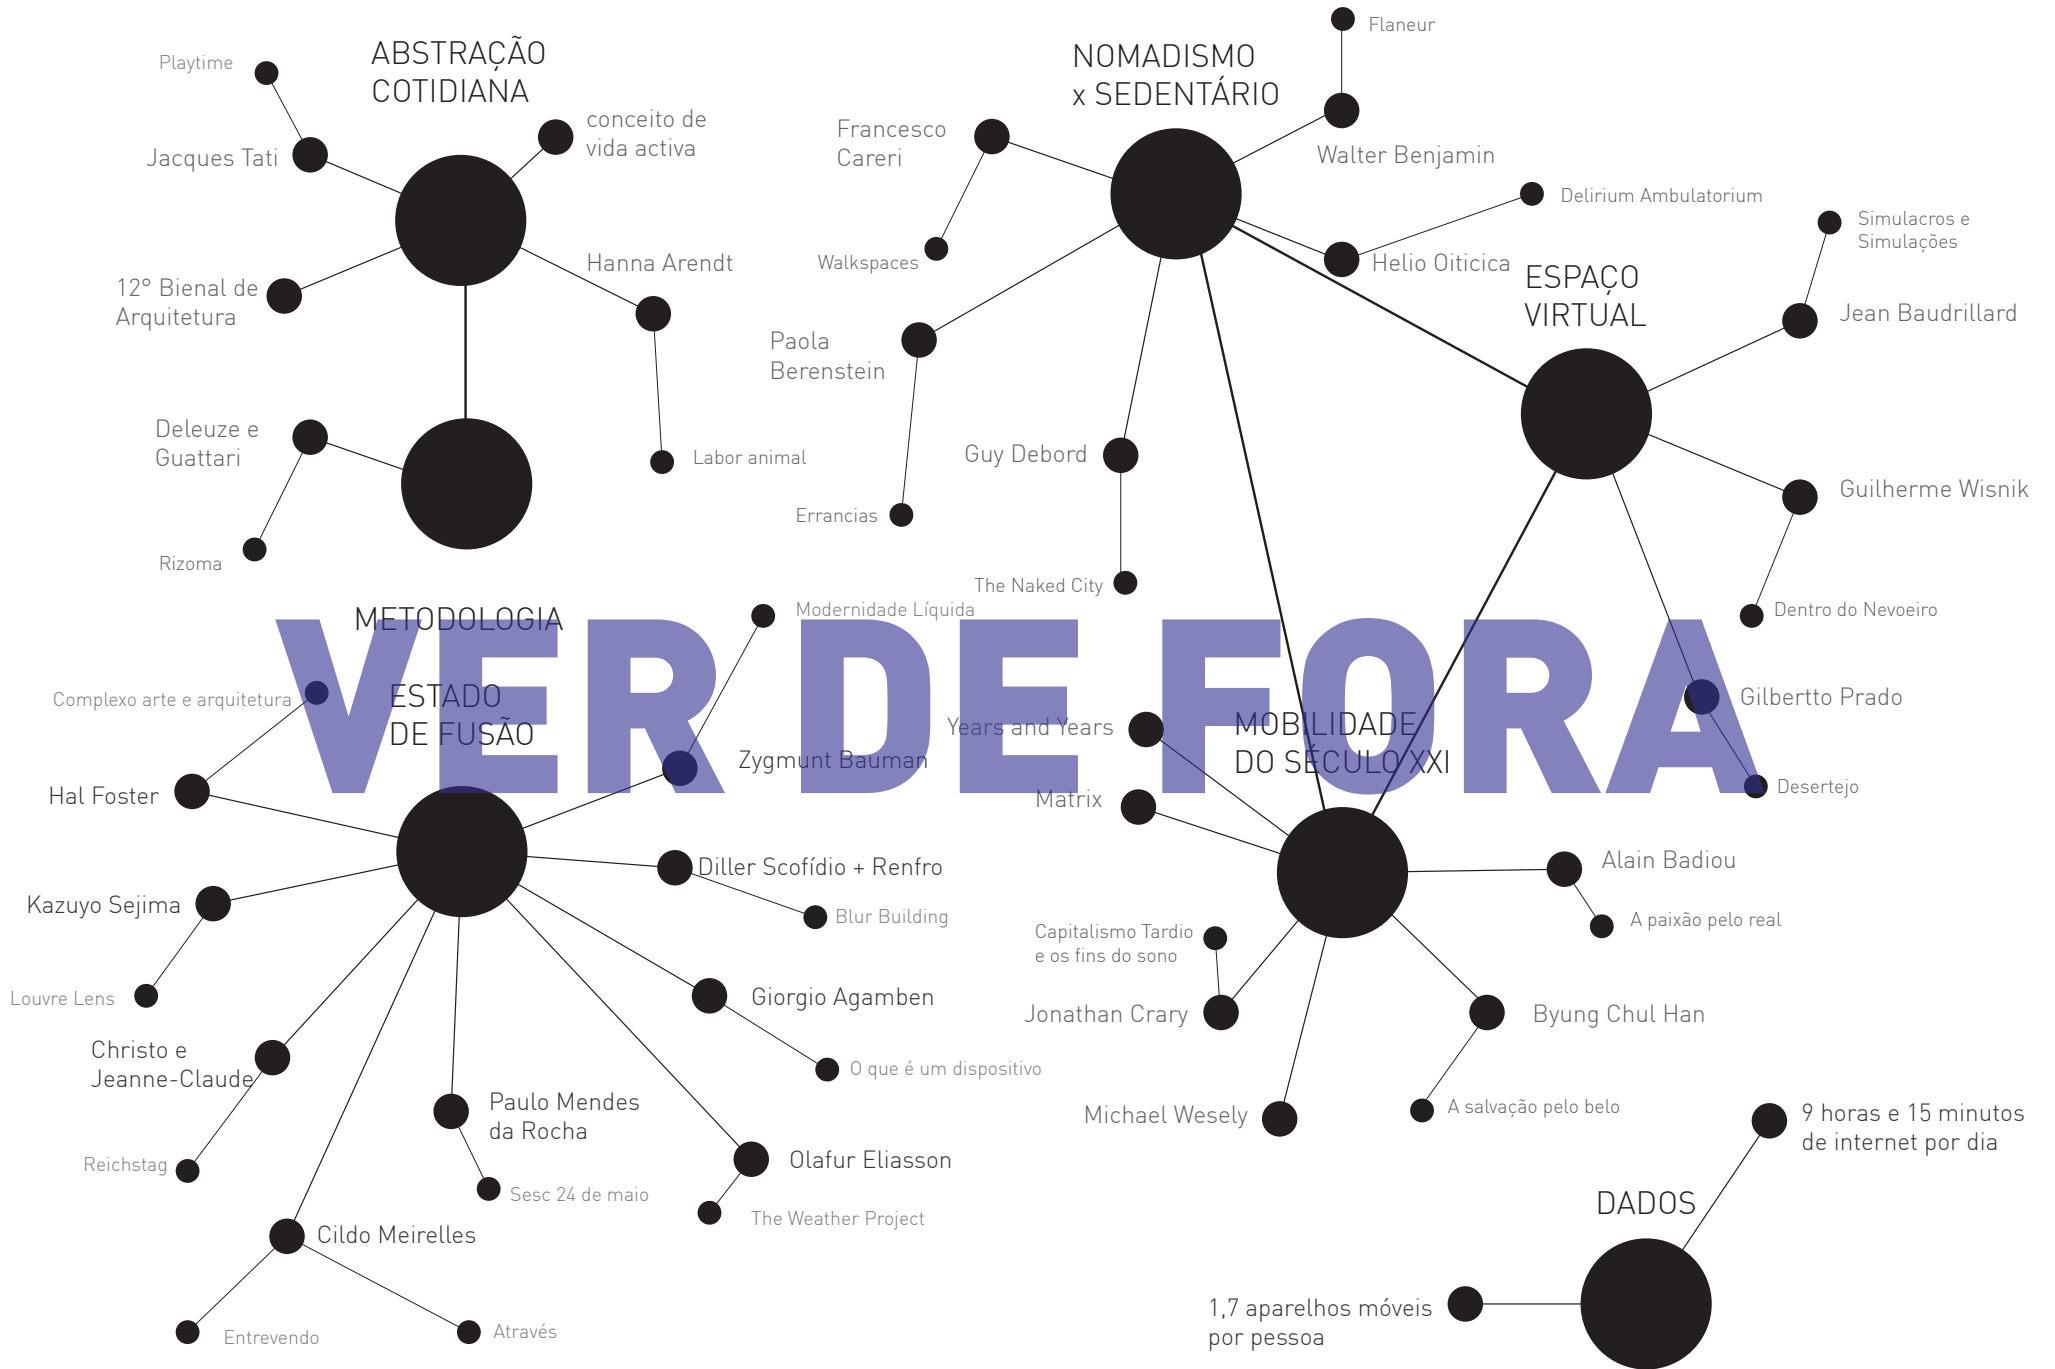 Playtime
ABSTRAÇÃO
COTIDIANA
Jacques Tati
conceito de
vida activa
12° Bienal de
Arquitetura
Hanna Arendt
Labor animal
Deleuze e
Guattari
Rizoma
METODOLOGIA
NOMADISMO
x SEDENTÁRIO
Flaneur
Walter Benjamin
Francesco
Careri
Walkspaces
Delirium Ambulatorium
Helio Oiticica
Paola
Berenstein
Errancias
Guy Debord
The Naked City
ESPAÇO
VIRTUAL
Simulacros e
Simulações
Jean Baudrillard
Guilherme Wisnik
Dentro do Nevoeiro
Gilbertto Prado
Desertejo
VER DE FORA
ESTADO
DE FUSÃO
Complexo arte e arquitetura
Hal Foster
Modernidade Líquida
Zygmunt Bauman
Kazuyo Sejima
Louvre Lens
Diller Scofídio + Renfro
Blur Building
Christo e
Jeanne-Claude
Reichstag
Giorgio Agamben
O que é um dispositivo
Paulo Mendes
da Rocha
Sesc 24 de maio
Olafur Eliasson
The Weather Project
Cildo Meirelles
Entrevendo
Através
MOBILIDADE
DO SÉCULO XXI
Years and Years
Matrix
Alain Badiou
A paixão pelo real
Capitalismo Tardio
e os fins do sono
Jonathan Crary
Byung Chul Han
A salvação pelo belo
Michael Wesely
DADOS
9 horas e 15 minutos
de internet por dia
1,7 aparelhos móveis
por pessoa